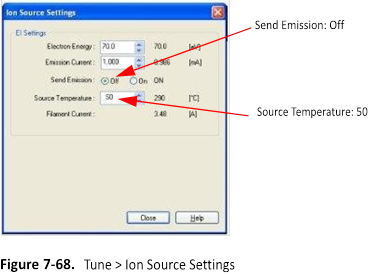 Ion Source Settings
Send Emission: Off
EI Settings
Electron Energy: 70.0 70.0 [eV]
Emission Current: 1.000 0.986 [mA]
Send Emission: Off On ON
Source Temperature: 50 290 [°C]
Source Temperature: 50
Filament Current: 3.48 [A]
Close Help
Figure 7-68. Tune > Ion Source Settings